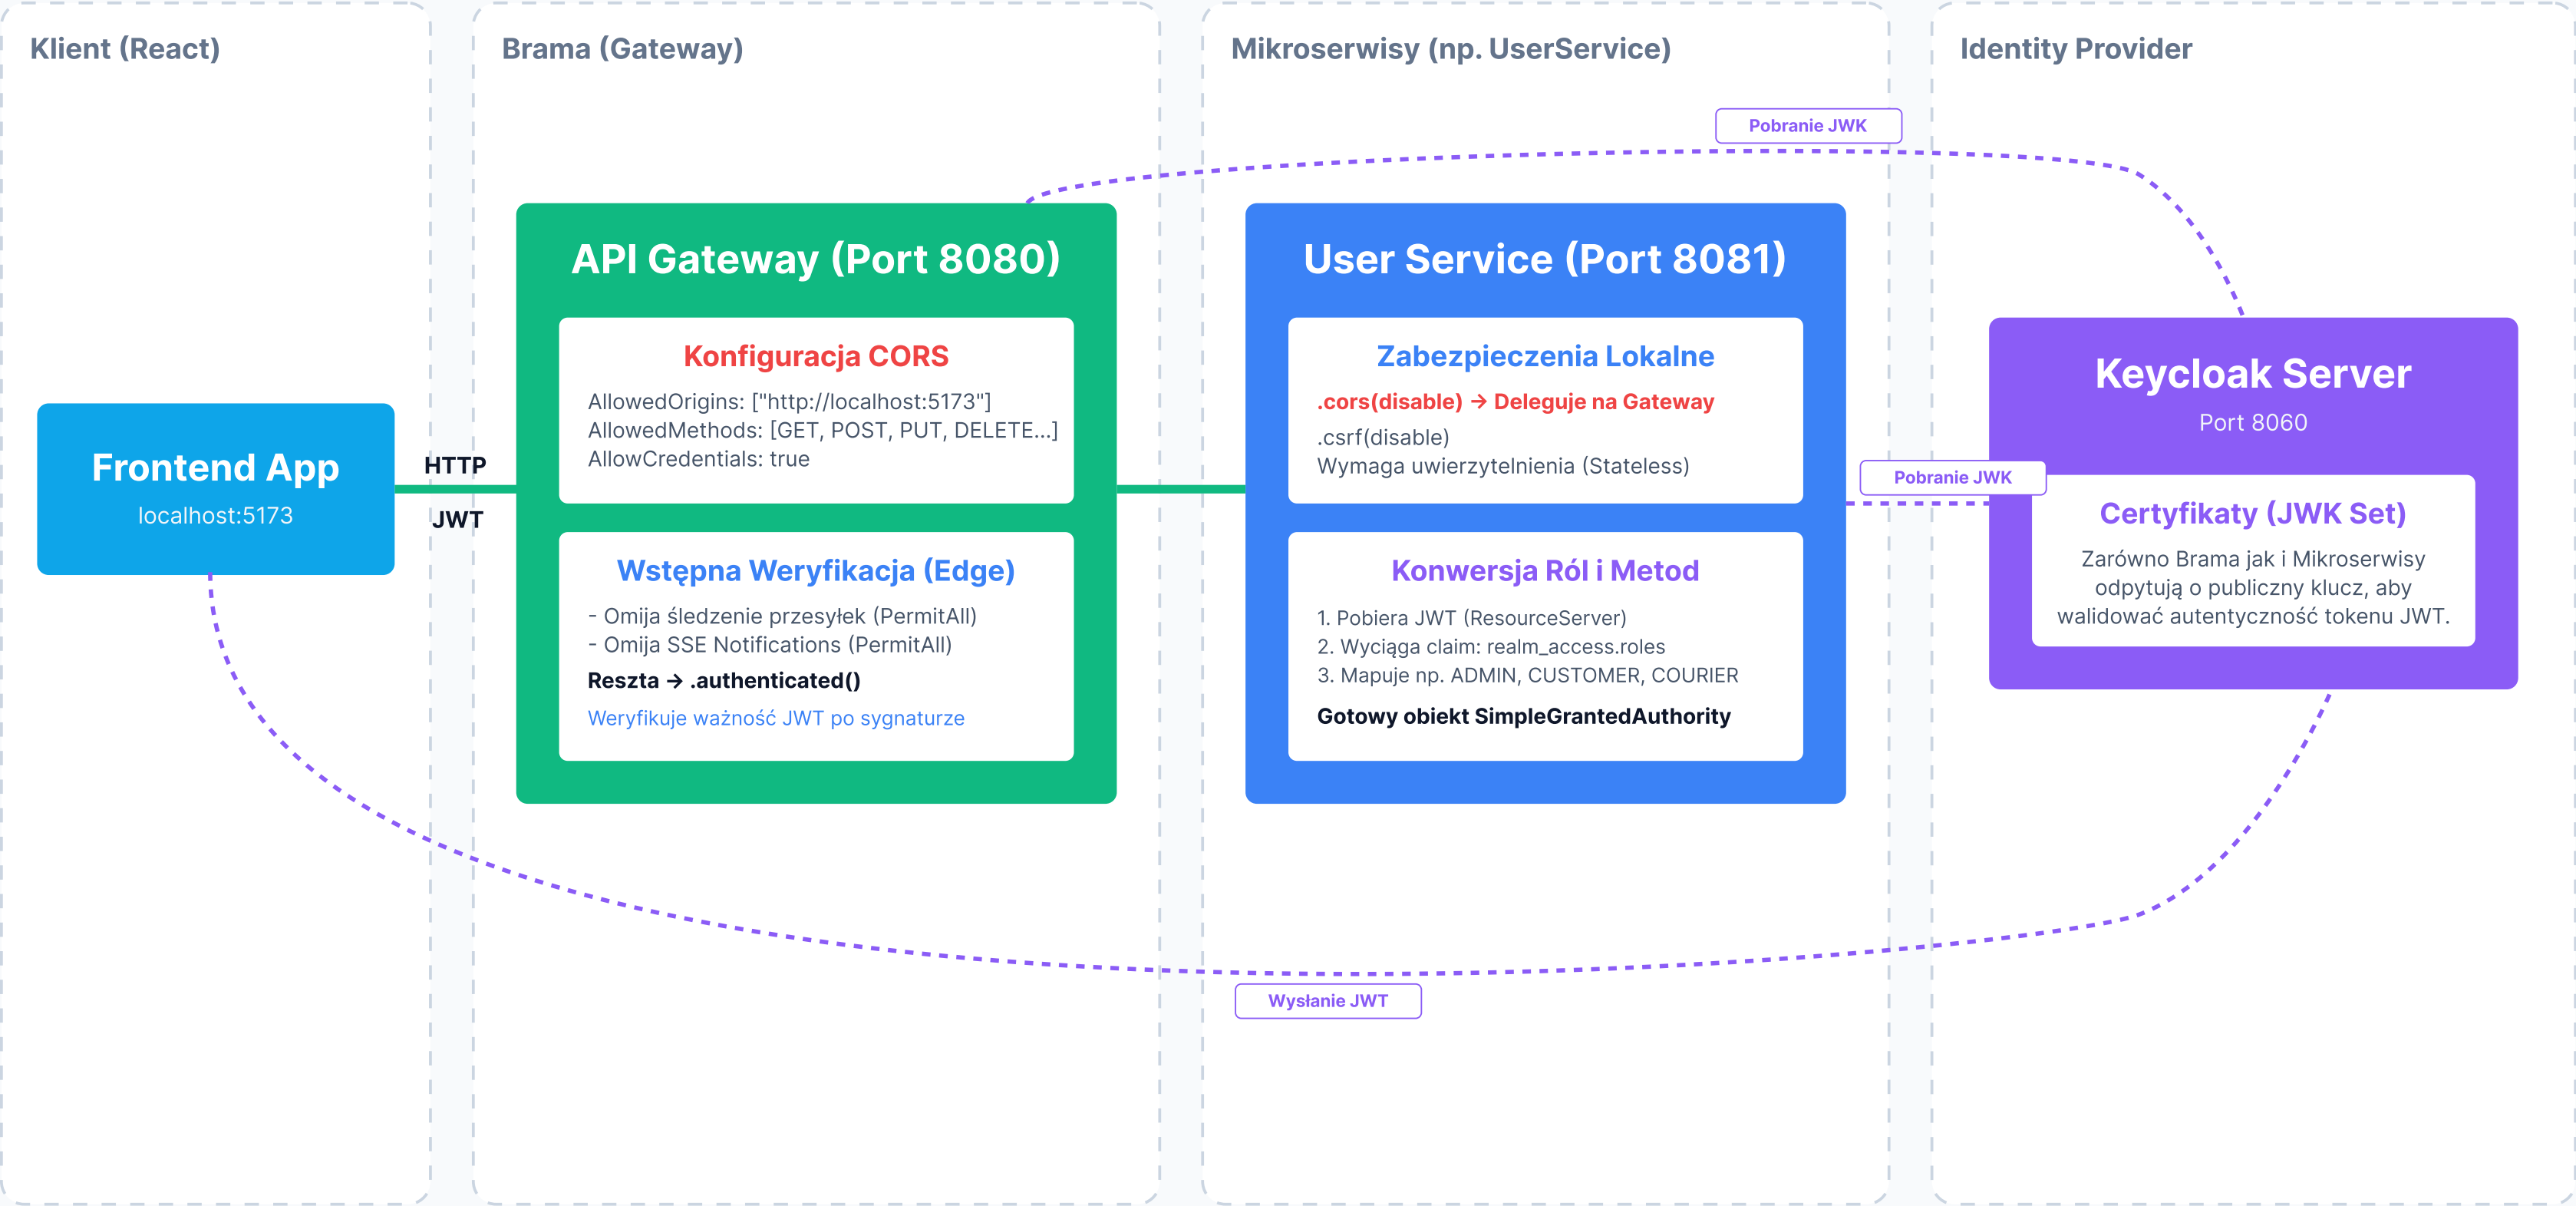 Klient (React)
Brama (Gateway)
Mikroserwisy (np. UserService)
Identity Provider
Pobranie JWK
Frontend App
localhost:5173
HTTP
JWT
API Gateway (Port 8080)
Konfiguracja CORS
AllowedOrigins: ["http://localhost:5173"]
AllowedMethods: [GET, POST, PUT, DELETE...]
AllowCredentials: true
Wstępna Weryfikacja (Edge)
- Omija śledzenie przesyłek (PermitAll)
- Omija SSE Notifications (PermitAll)
Reszta → .authenticated()
Weryfikuje ważność JWT po sygnaturze
User Service (Port 8081)
Zabezpieczenia Lokalne
.cors(disable) → Deleguje na Gateway
.csrf(disable)
Wymaga uwierzytelnienia (Stateless)
Konwersja Ról i Metod
1. Pobiera JWT (ResourceServer)
2. Wyciąga claim: realm_access.roles
3. Mapuje np. ADMIN, CUSTOMER, COURIER
Gotowy obiekt SimpleGrantedAuthority
Pobranie JWK
Keycloak Server
Port 8060
Certyfikaty (JWK Set)
Zarówno Brama jak i Mikroserwisy
odpytują o publiczny klucz, aby
walidować autentyczność tokenu JWT.
Wysłanie JWT